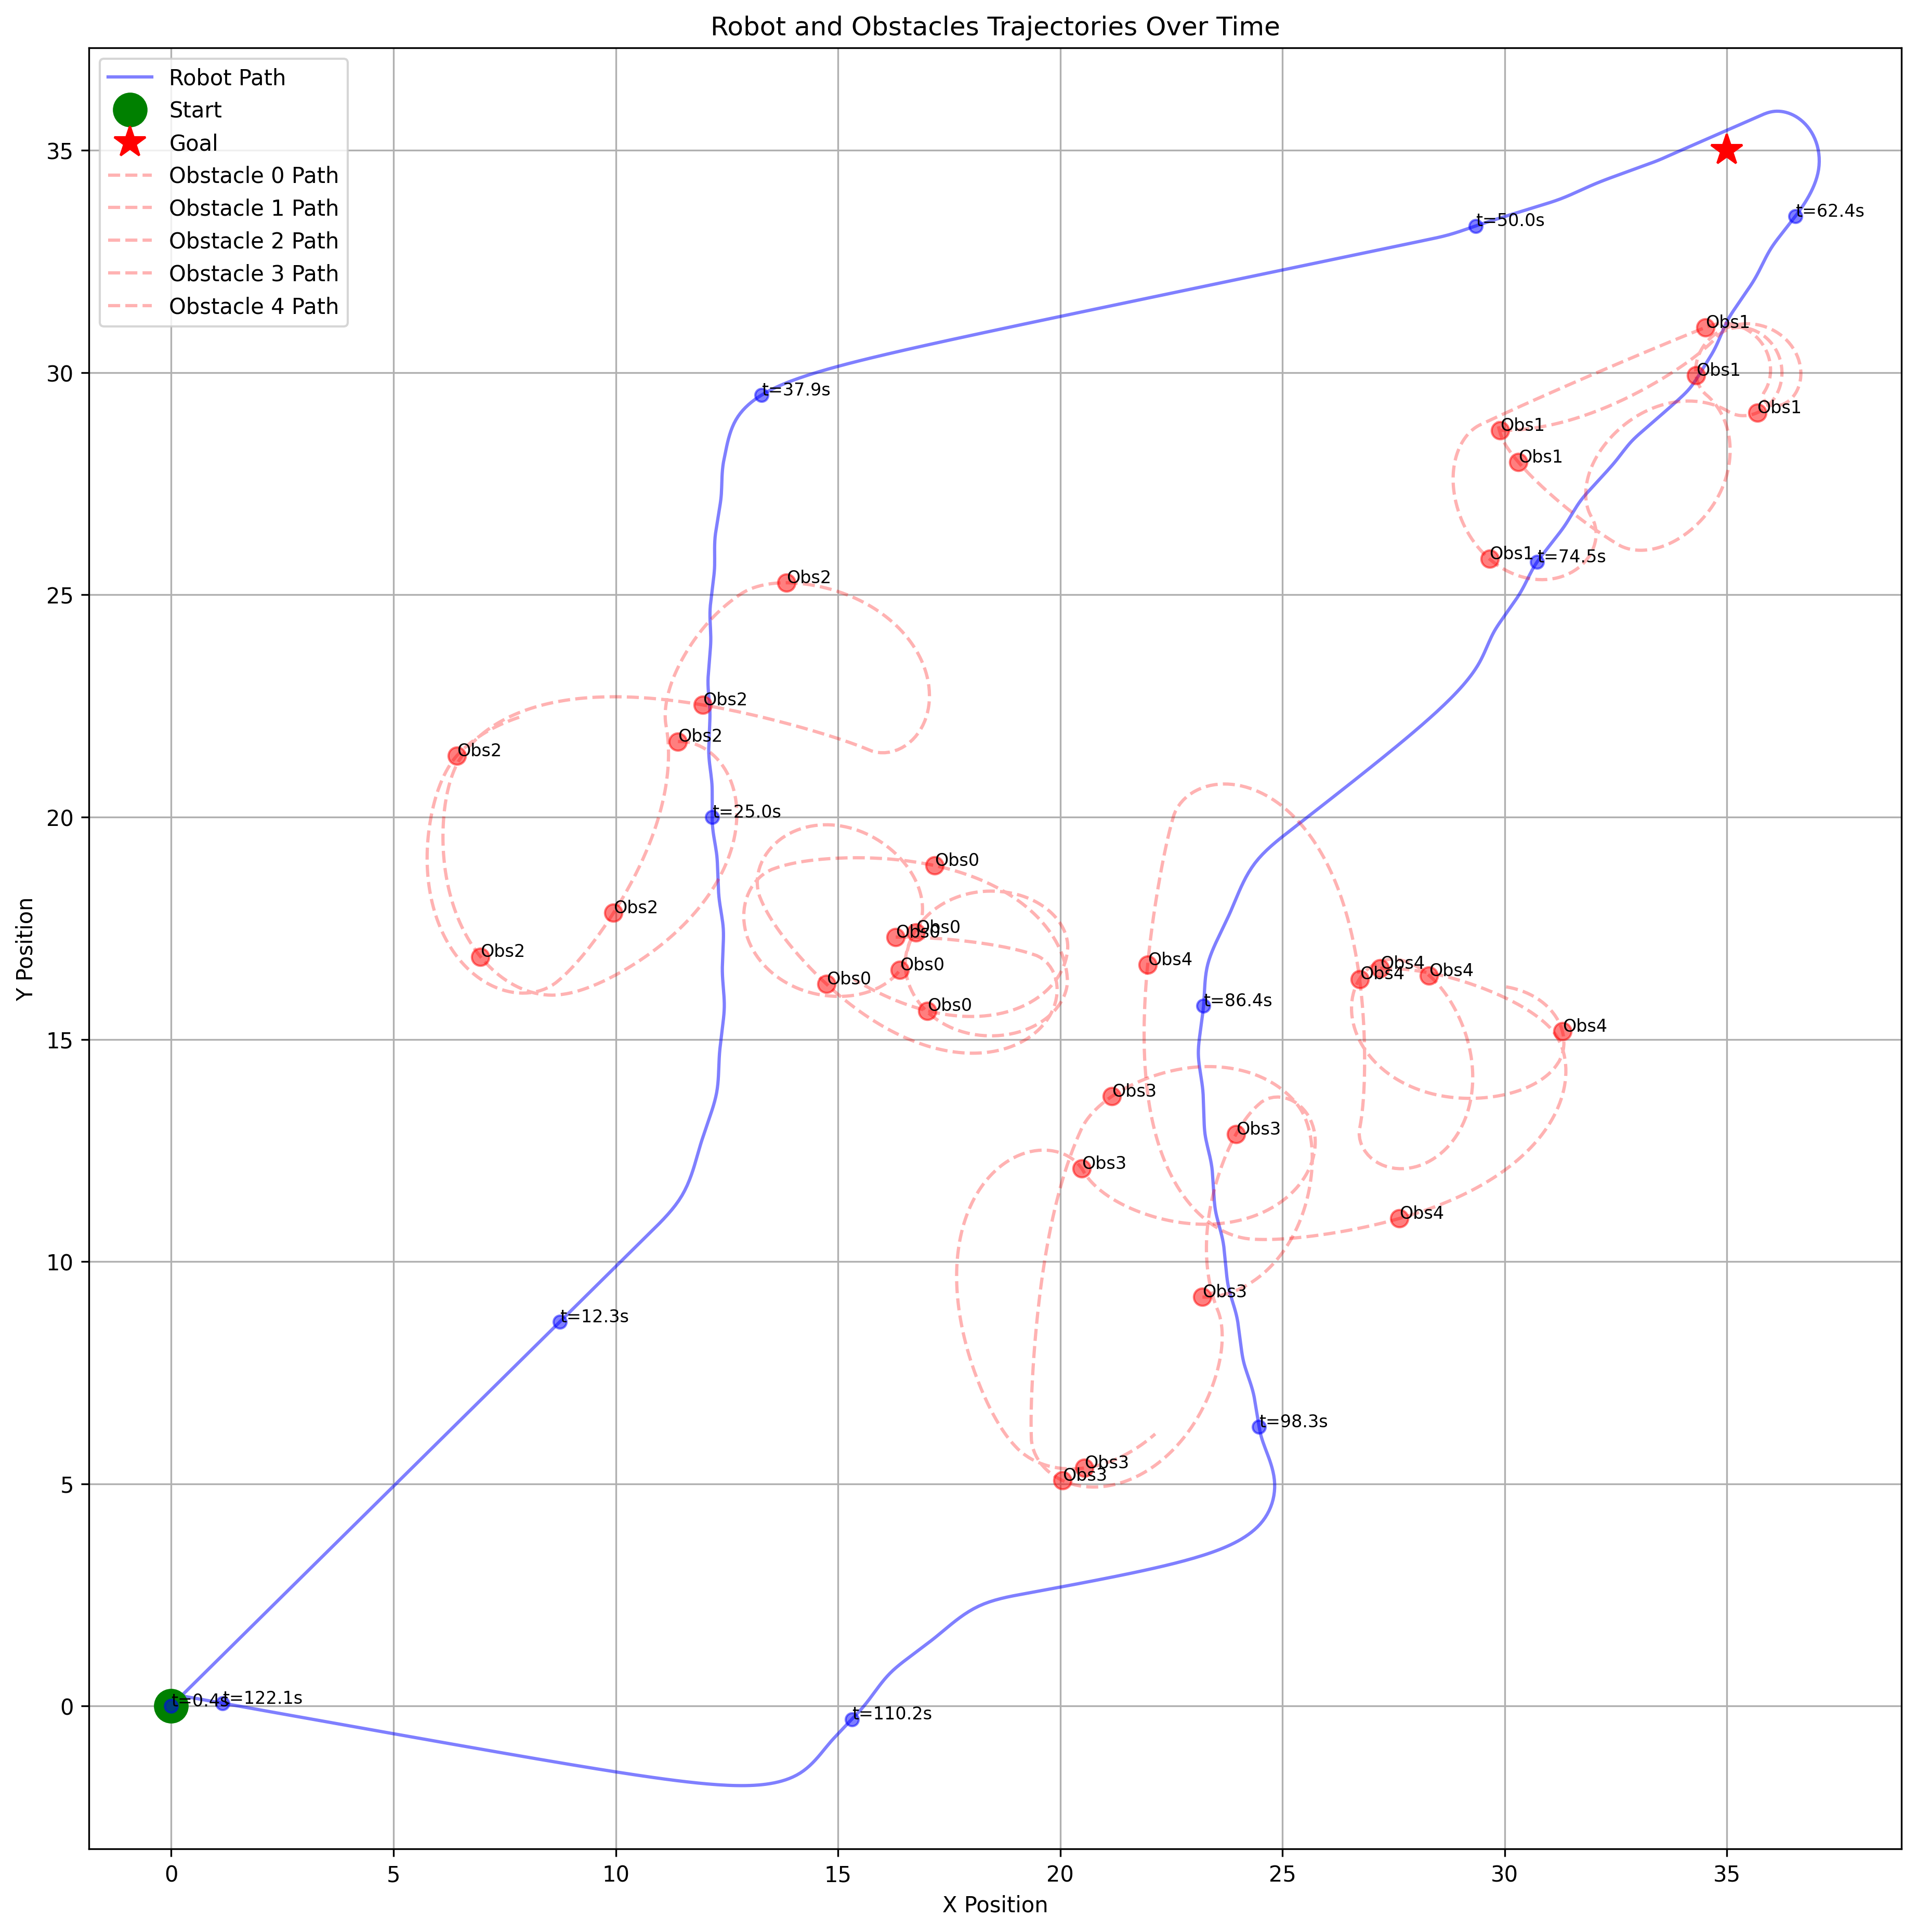 Robot and Obstacles Trajectories Over Time
Robot Path
Start
Goal
Obstacle 0 Path
Obstacle 1 Path
Obstacle 2 Path
Obstacle 3 Path
Obstacle 4 Path
35
30
25
20
15
10
5
0
Y Position
t=50.0s
t=62.4s
Obs1
t=37.9s
Obs1
Obs1
Obs1
Obs1
Obs1
t=74.5s
Obs2
Obs2
Obs2
Obs2
t=25.0s
Obs0
Obs2
Obs0
Obs0
Obs2
Obs0
Obs4
Obs4
Obs4
Obs4
Obs0
Obs0
t=86.4s
Obs4
Obs3
Obs3
Obs3
Obs4
Obs3
t=12.3s
t=98.3s
Obs3
Obs3
t=0.4s
t=122.1s
t=110.2s
0
5
10
15
20
25
30
35
X Position